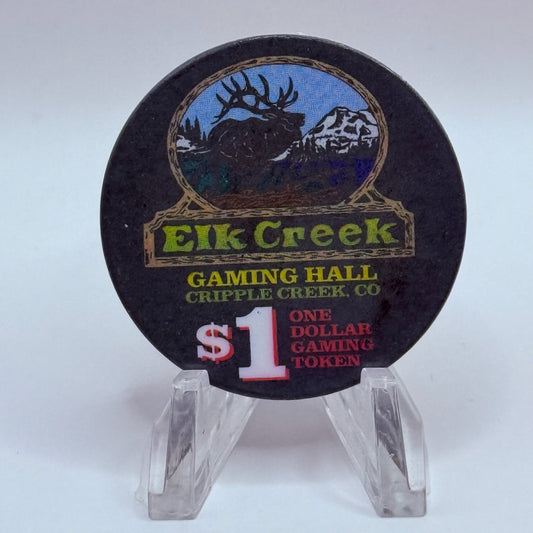 Elk Creek
GAMING HALL
CRIPPLE CREEK, CO
$1 ONE
DOLLAR
GAMING
TOKEN